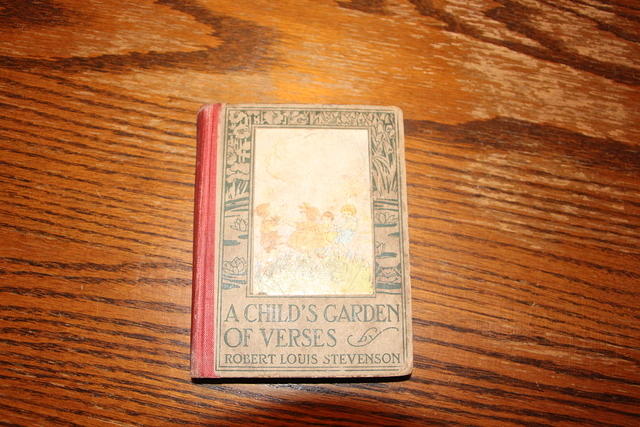 A CHILD'S GARDEN
OF VERSES by
ROBERT LOUIS STEVENSON